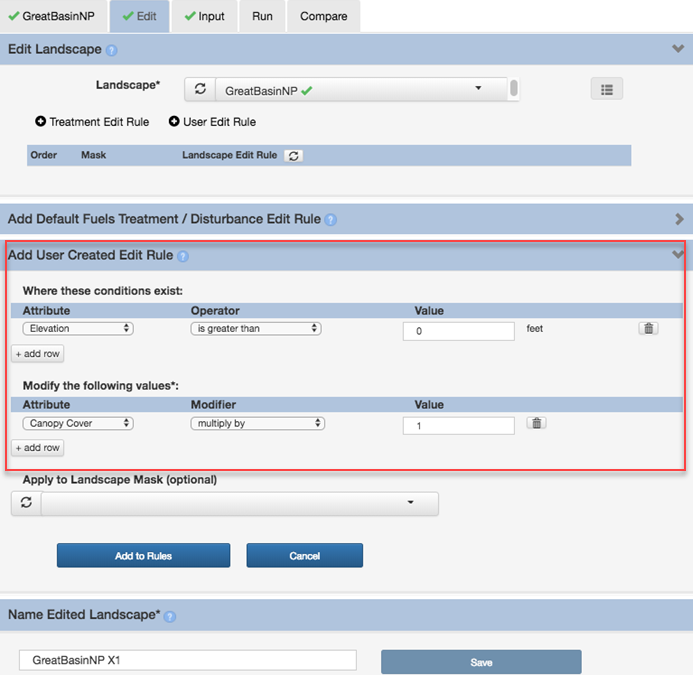 GreatBasinNP Edit Input Run Compare
Edit Landscape ?
Landscape* GreatBasinNP
Treatment Edit Rule User Edit Rule
Order Mask Landscape Edit Rule
Add Default Fuels Treatment / Disturbance Edit Rule ?
Add User Created Edit Rule ?
Where these conditions exist:
Attribute Operator Value
Elevation is greater than 0 feet
+ add row
Modify the following values*:
Attribute Modifier Value
Canopy Cover multiply by 1
+ add row
Apply to Landscape Mask (optional)
Add to Rules Cancel
Name Edited Landscape* ?
GreatBasinNP X1 Save